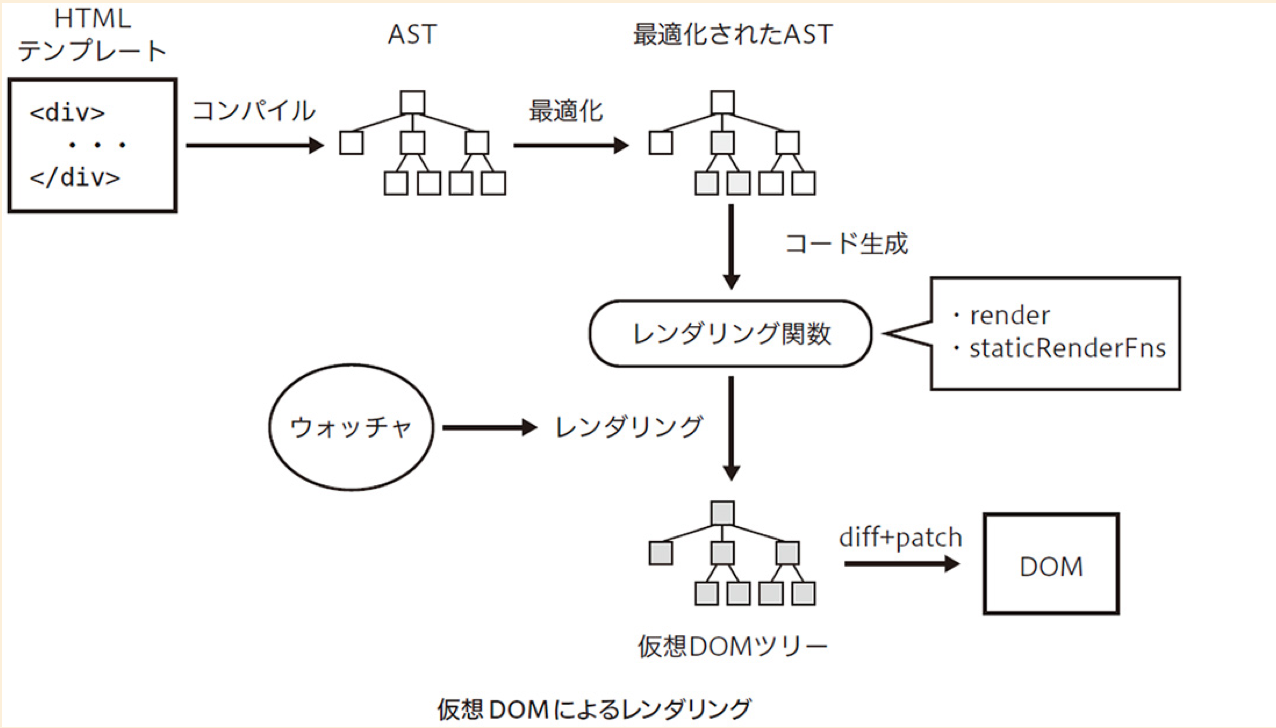 HTML
テンプレート
AST
最適化されたAST
<div>
・・・
</div>
コンパイル
最適化
コード生成
レンダリング関数
・render
・staticRenderFns
ウォッチャ
レンダリング
diff+patch
DOM
仮想DOMツリー
仮想DOMによるレンダリング